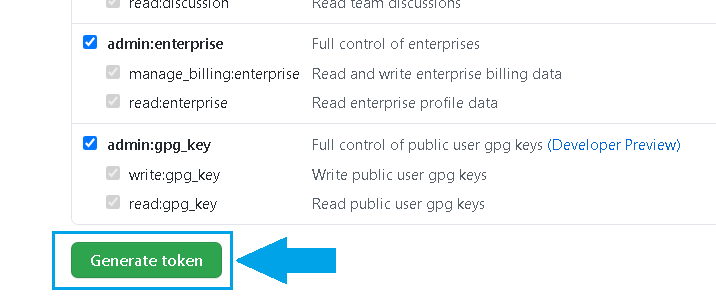 read:discussion Read team discussions
admin:enterprise Full control of enterprises
manage_billing:enterprise Read and write enterprise billing data
read:enterprise Read enterprise profile data
admin:gpg_key Full control of public user gpg keys (Developer Preview)
write:gpg_key Write public user gpg keys
read:gpg_key Read public user gpg keys
Generate token